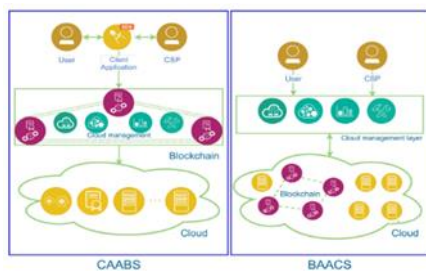 User
Client
Application
CSP
Cloud management
Blockchain
Cloud
CAABS
User
CSP
Cloud management layer
Blockchain
Cloud
BAACS